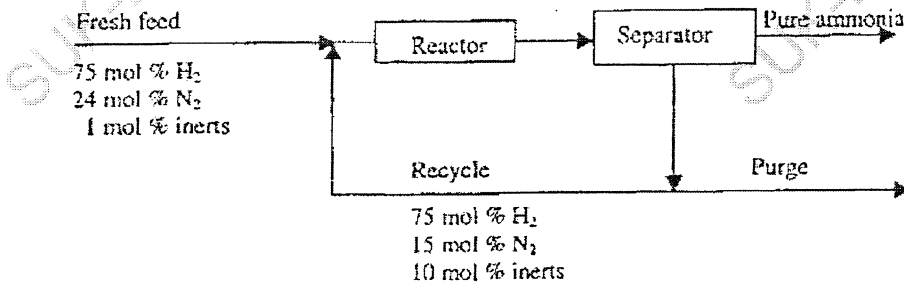 Fresh feed
75 mol % H₂
24 mol % N₂
1 mol % inerts
Reactor
Separator
Pure ammonia
Recycle
75 mol % H₂
15 mol % N₂
10 mol % inerts
Purge